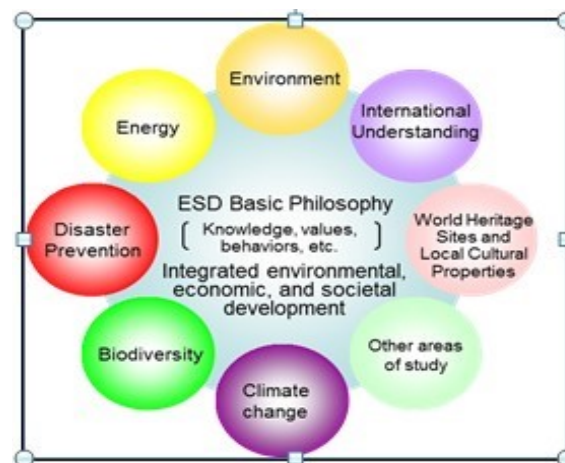 Environment
International
Understanding
Energy
ESD Basic Philosophy
Knowledge, values,
behaviors, etc.
Integrated environmental,
economic, and societal
development
Disaster
Prevention
World Heritage
Sites and
Local Cultural
Properties
Biodiversity
Other areas
of study
Climate
change